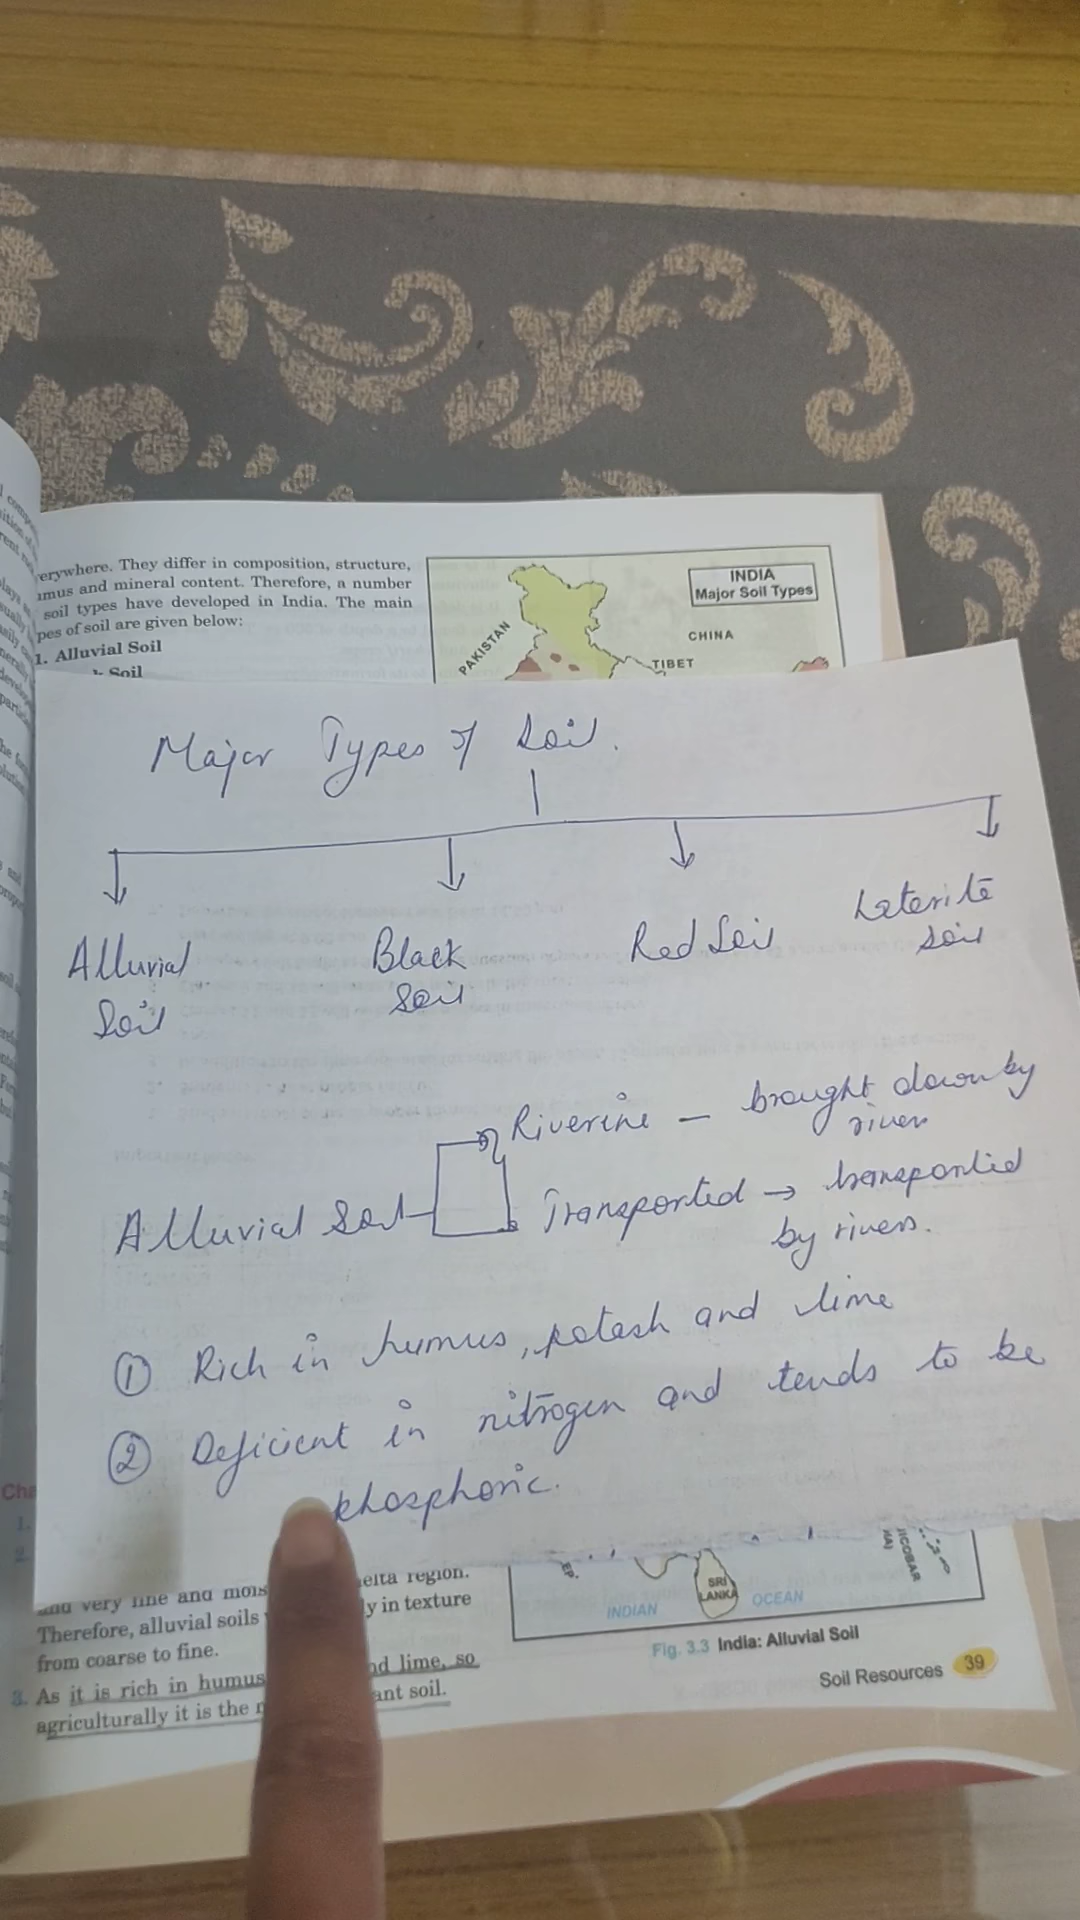 everywhere. They differ in composition, structure,
humus and mineral content. Therefore, a number
soil types have developed in India. The main
types of soil are given below:
1. Alluvial Soil
Soil
INDIA
Major Soil Types
PAKISTAN
CHINA
TIBET
Major Types of Soil.
Alluvial
Soil
Black
Soil
Red Soil
Laterite
Soil
Alluvial Soil
Riverine – brought down by
rivers
Transported → transported
by rivers.
① Rich in humus, potash and lime
② Deficient in nitrogen and tends to be
phosphoric.
and very fine and mois delta region.
Therefore, alluvial soils y in texture
from coarse to fine.
3. As it is rich in humus nd lime, so
agriculturally it is the ant soil.
SRI
LANKA
INDIAN
OCEAN
Fig. 3.3 India: Alluvial Soil
Soil Resources 39